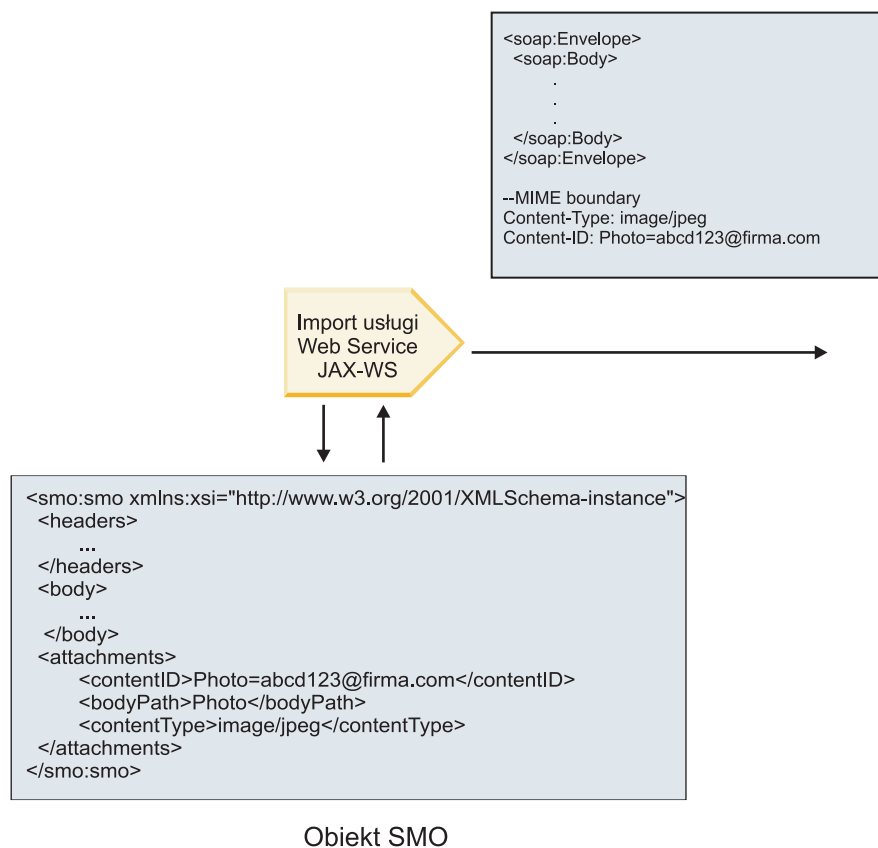 <soap:Envelope>
<soap:Body>
.
.
.
</soap:Body>
</soap:Envelope>
--MIME boundary
Content-Type: image/jpeg
Content-ID: Photo=abcd123@firma.com
Import usługi
Web Service
JAX-WS
<smo:smo xmlns:xsi="http://www.w3.org/2001/XMLSchema-instance">
<headers>
...
</headers>
<body>
...
</body>
<attachments>
<contentID>Photo=abcd123@firma.com</contentID>
<bodyPath>Photo</bodyPath>
<contentType>image/jpeg</contentType>
</attachments>
</smo:smo>
Obiekt SMO